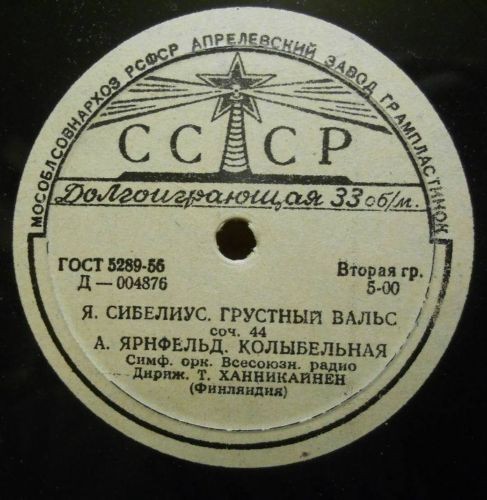 МОСОБЛСОВНАРХОЗ РСФСР АПРЕЛЕВСКИЙ ЗАВОД ГРАМПЛАСТИНОК
СССР
Долгоиграющая 33 об/м.
ГОСТ 5289-56
Д — 004876
Вторая гр.
5-00
Я. СИБЕЛИУС. ГРУСТНЫЙ ВАЛЬС
соч. 44
А. ЯРНФЕЛЬД. КОЛЫБЕЛЬНАЯ
Симф. орк. Всесоюзн. радио
Дириж. Т. ХАННИКАЙНЕН
(Финляндия)